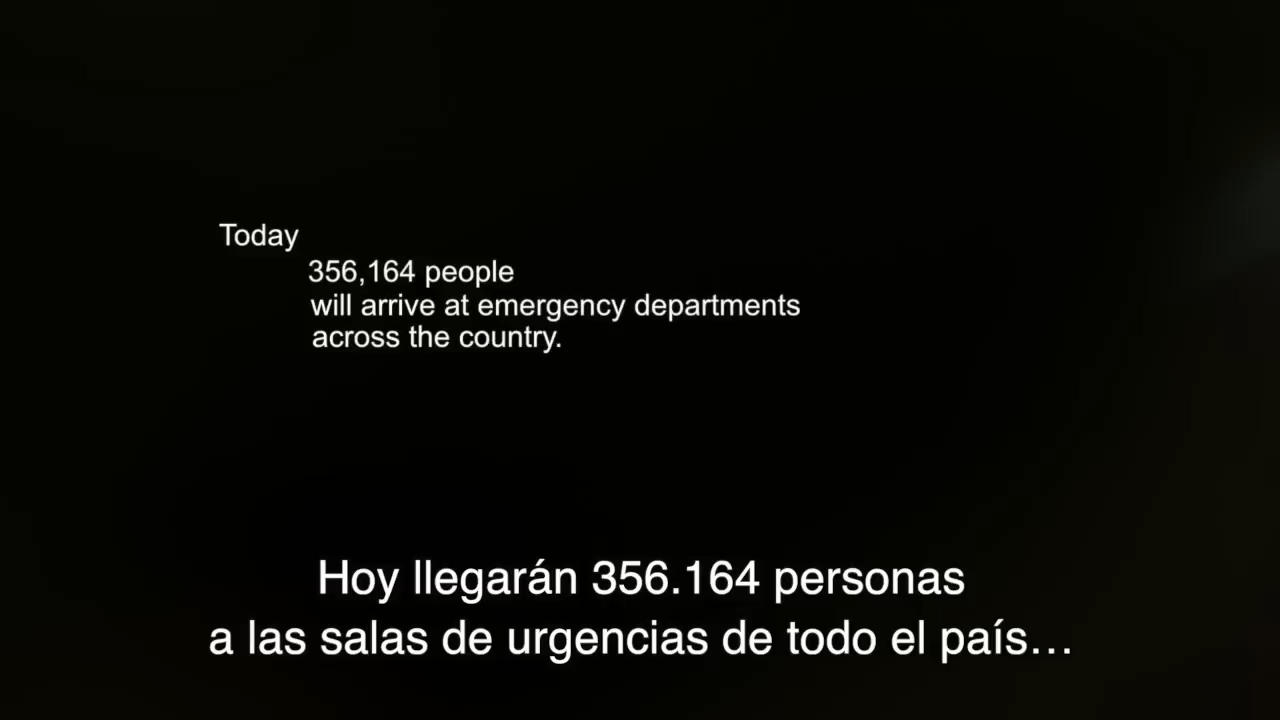 Today
356,164 people
will arrive at emergency departments
across the country.
Hoy llegarán 356.164 personas
a las salas de urgencias de todo el país…